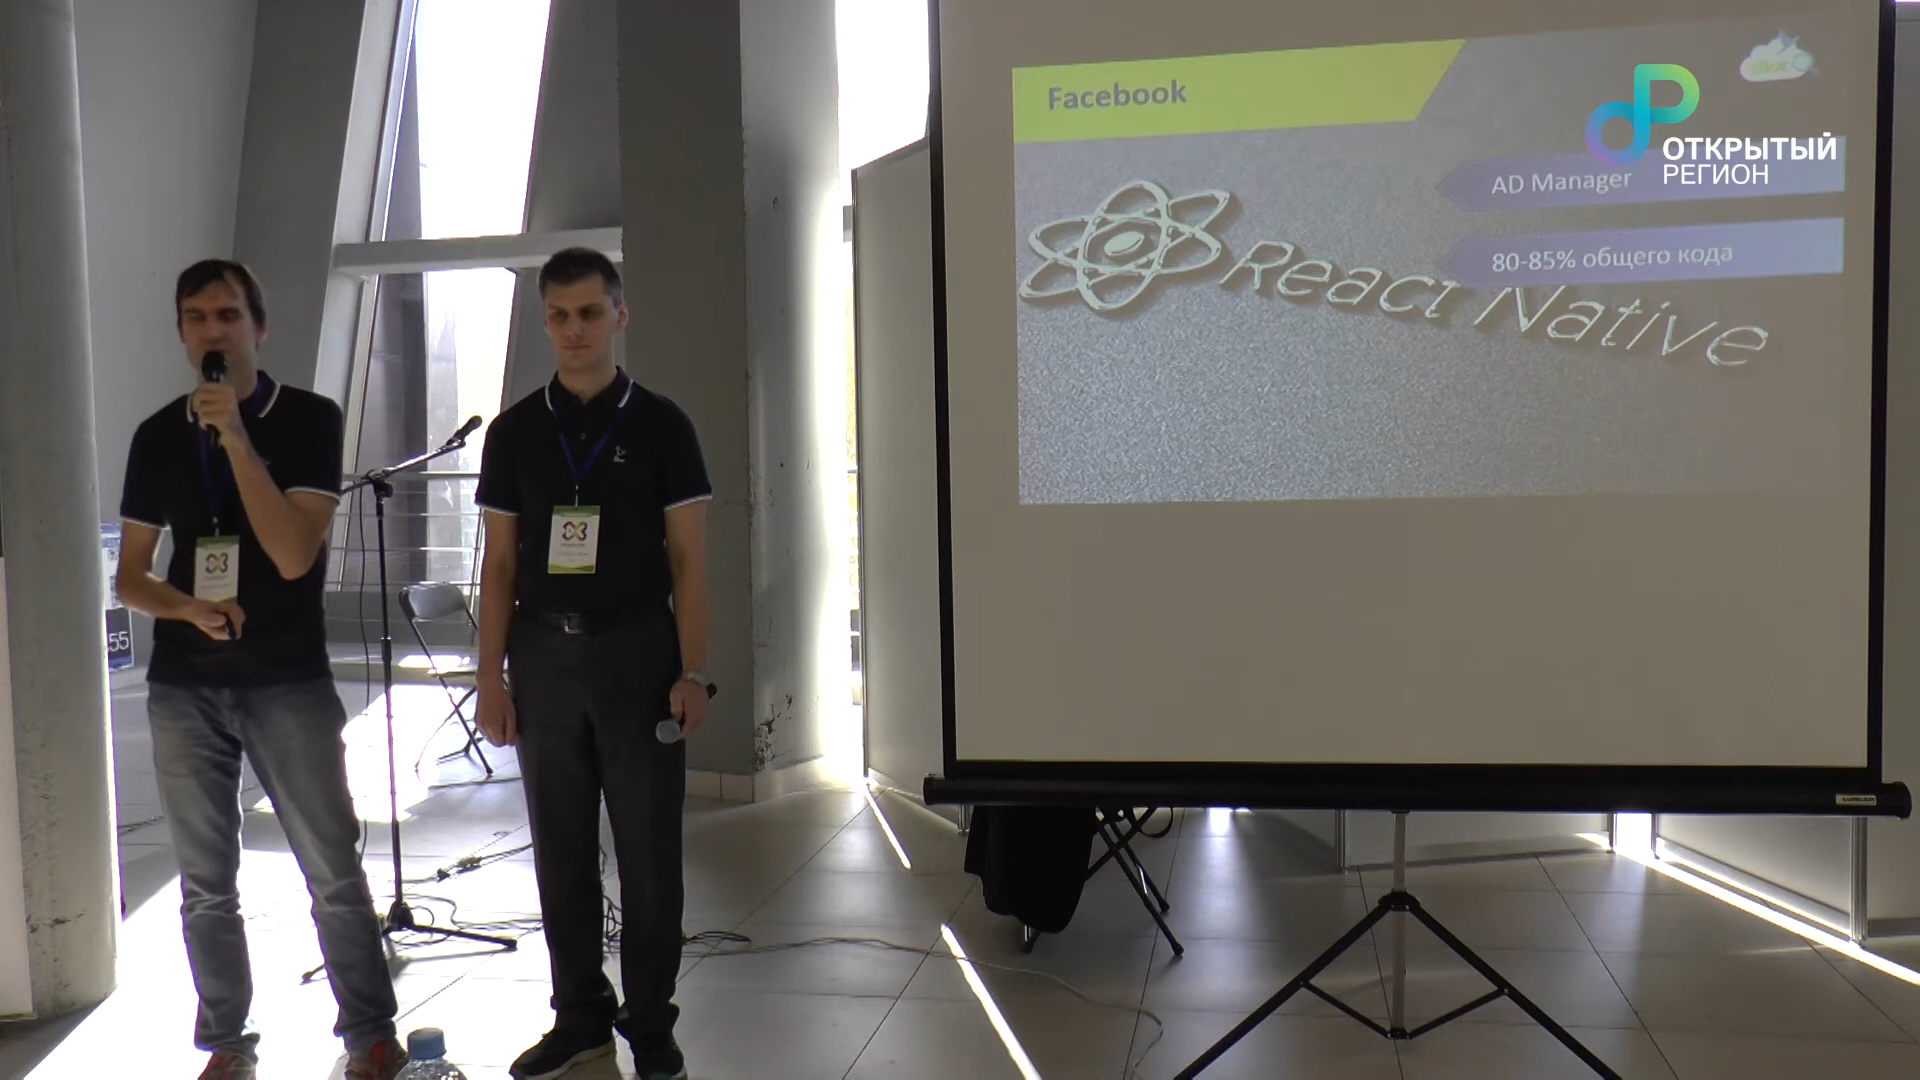 Facebook
AD Manager
80-85% общего кода
React Native
ОТКРЫТЫЙ
РЕГИОН
55